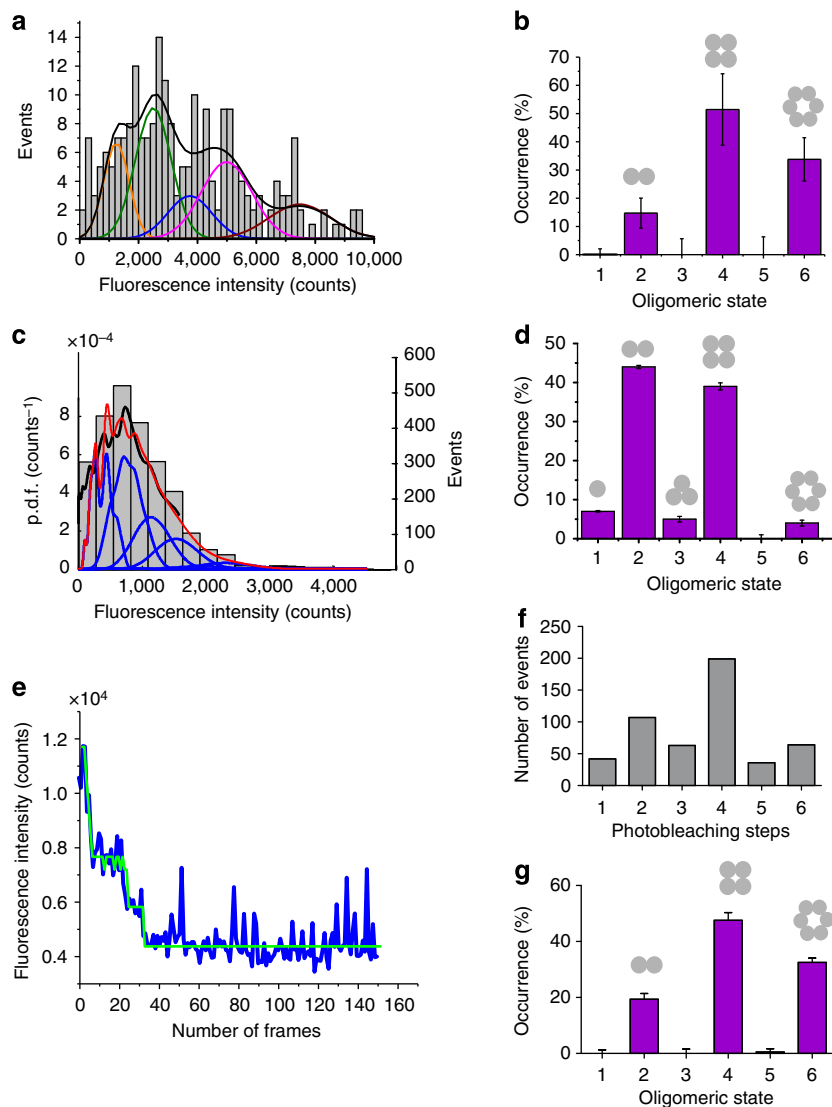 a
14
12
10
8
6
4
2
0
Events
0 2,000 4,000 6,000 8,000 10,000
Fluorescence intensity (counts)
b
70
60
50
40
30
20
10
0
Occurrence (%)
1 2 3 4 5 6
Oligomeric state
c
×10⁻⁴
8
6
4
2
0
p.d.f. (counts⁻¹)
600
500
400
300
200
100
0
Events
0 1,000 2,000 3,000 4,000
Fluorescence intensity (counts)
d
50
40
30
20
10
0
Occurrence (%)
1 2 3 4 5 6
Oligomeric state
e
×10⁴
1.2
1.0
0.8
0.6
0.4
Fluorescence intensity (counts)
0 20 40 60 80 100 120 140 160
Number of frames
f
250
200
150
100
50
0
Number of events
1 2 3 4 5 6
Photobleaching steps
g
60
40
20
0
Occurrence (%)
1 2 3 4 5 6
Oligomeric state